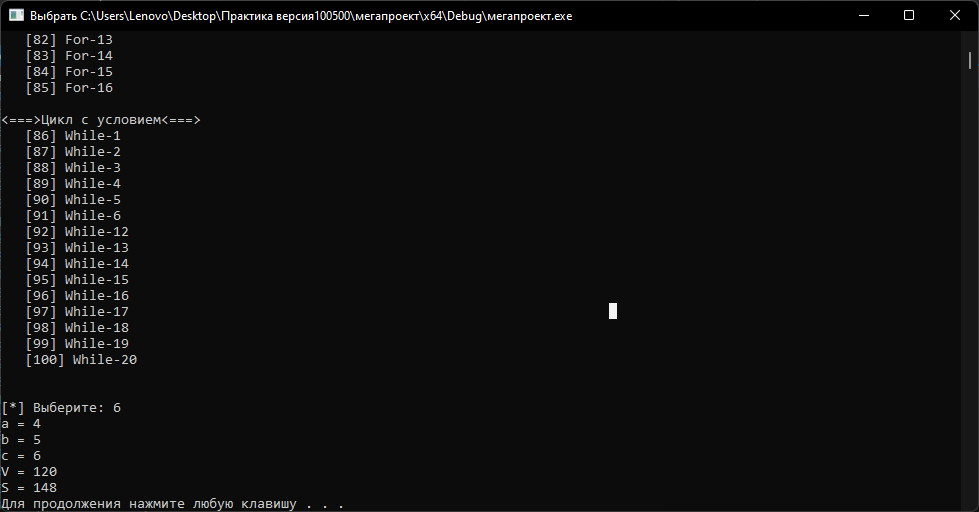 Выбрать C:\Users\Lenovo\Desktop\Практика версия100500\мегапроект\x64\Debug\мегапроект.exe
[82] For-13
[83] For-14
[84] For-15
[85] For-16
<===>Цикл с условием<===>
[86] While-1
[87] While-2
[88] While-3
[89] While-4
[90] While-5
[91] While-6
[92] While-12
[93] While-13
[94] While-14
[95] While-15
[96] While-16
[97] While-17
[98] While-18
[99] While-19
[100] While-20
[*] Выберите: 6
a = 4
b = 5
c = 6
V = 120
S = 148
Для продолжения нажмите любую клавишу . . .